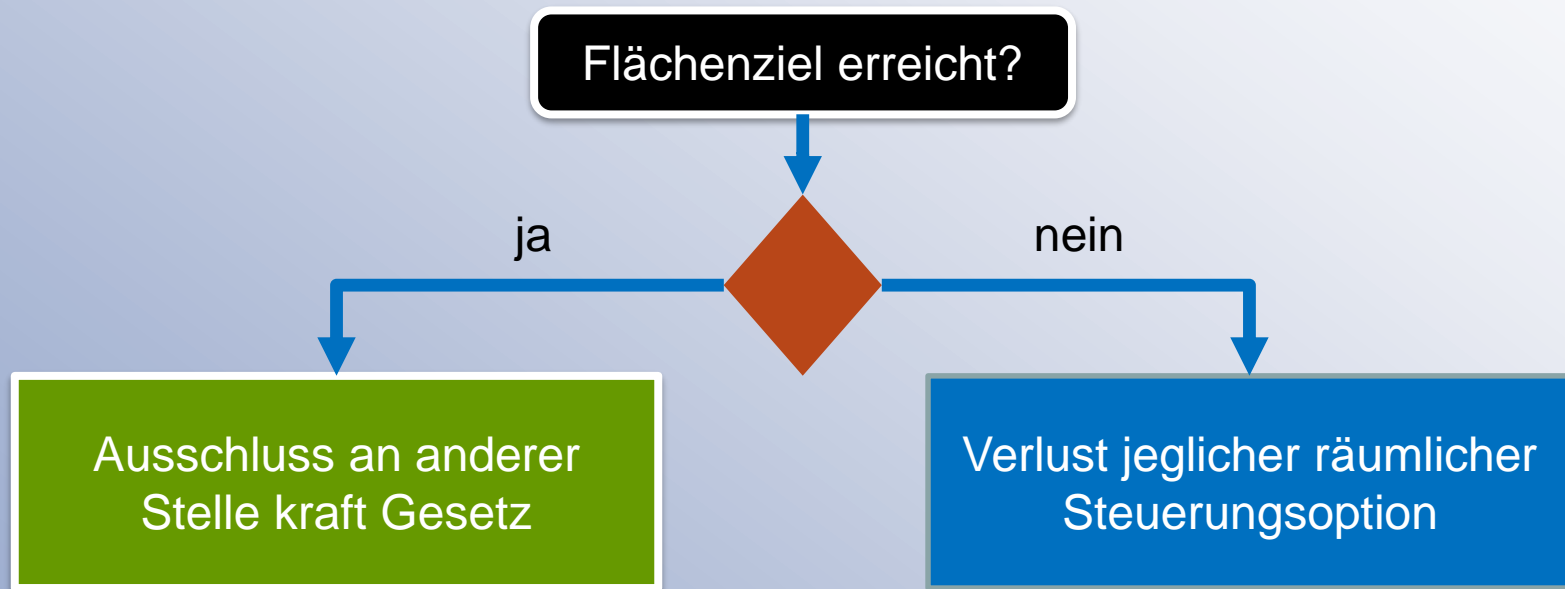 Flächenziel erreicht?
ja
nein
Ausschluss an anderer
Stelle kraft Gesetz
Verlust jeglicher räumlicher
Steuerungsoption